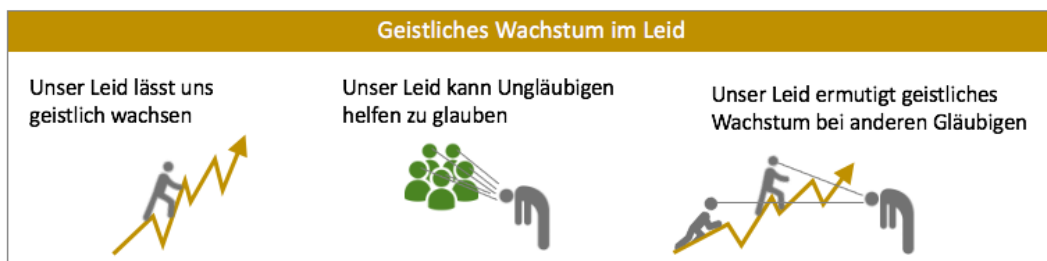 Geistliches Wachstum im Leid
Unser Leid lässt uns
geistlich wachsen
Unser Leid kann Ungläubigen
helfen zu glauben
Unser Leid ermutigt geistliches
Wachstum bei anderen Gläubigen